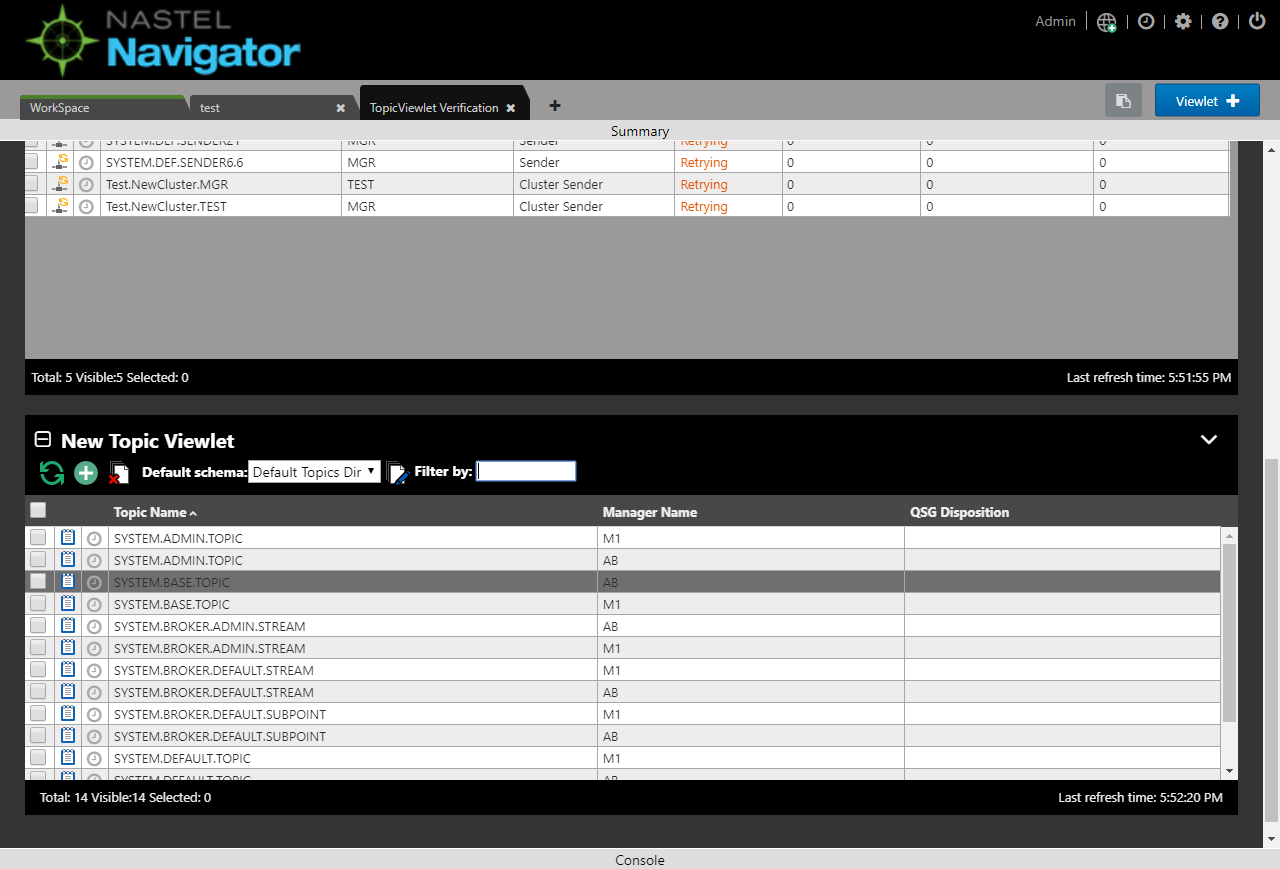 NASTEL
Navigator
Admin
WorkSpace
test
TopicViewlet Verification
Viewlet
Summary
SYSTEM.DEF.SENDER21 MGR Sender Retrying 0 0 0
SYSTEM.DEF.SENDER6.6 MGR Sender Retrying 0 0 0
Test.NewCluster.MGR TEST Cluster Sender Retrying 0 0 0
Test.NewCluster.TEST MGR Cluster Sender Retrying 0 0 0
Total: 5 Visible:5 Selected: 0 Last refresh time: 5:51:55 PM
New Topic Viewlet
Default schema: Default Topics Dir Filter by:
Topic Name Manager Name QSG Disposition
SYSTEM.ADMIN.TOPIC M1
SYSTEM.ADMIN.TOPIC AB
SYSTEM.BASE.TOPIC AB
SYSTEM.BASE.TOPIC M1
SYSTEM.BROKER.ADMIN.STREAM AB
SYSTEM.BROKER.ADMIN.STREAM M1
SYSTEM.BROKER.DEFAULT.STREAM M1
SYSTEM.BROKER.DEFAULT.STREAM AB
SYSTEM.BROKER.DEFAULT.SUBPOINT M1
SYSTEM.BROKER.DEFAULT.SUBPOINT AB
SYSTEM.DEFAULT.TOPIC M1
SYSTEM.DEFAULT.TOPIC AB
Total: 14 Visible:14 Selected: 0 Last refresh time: 5:52:20 PM
Console